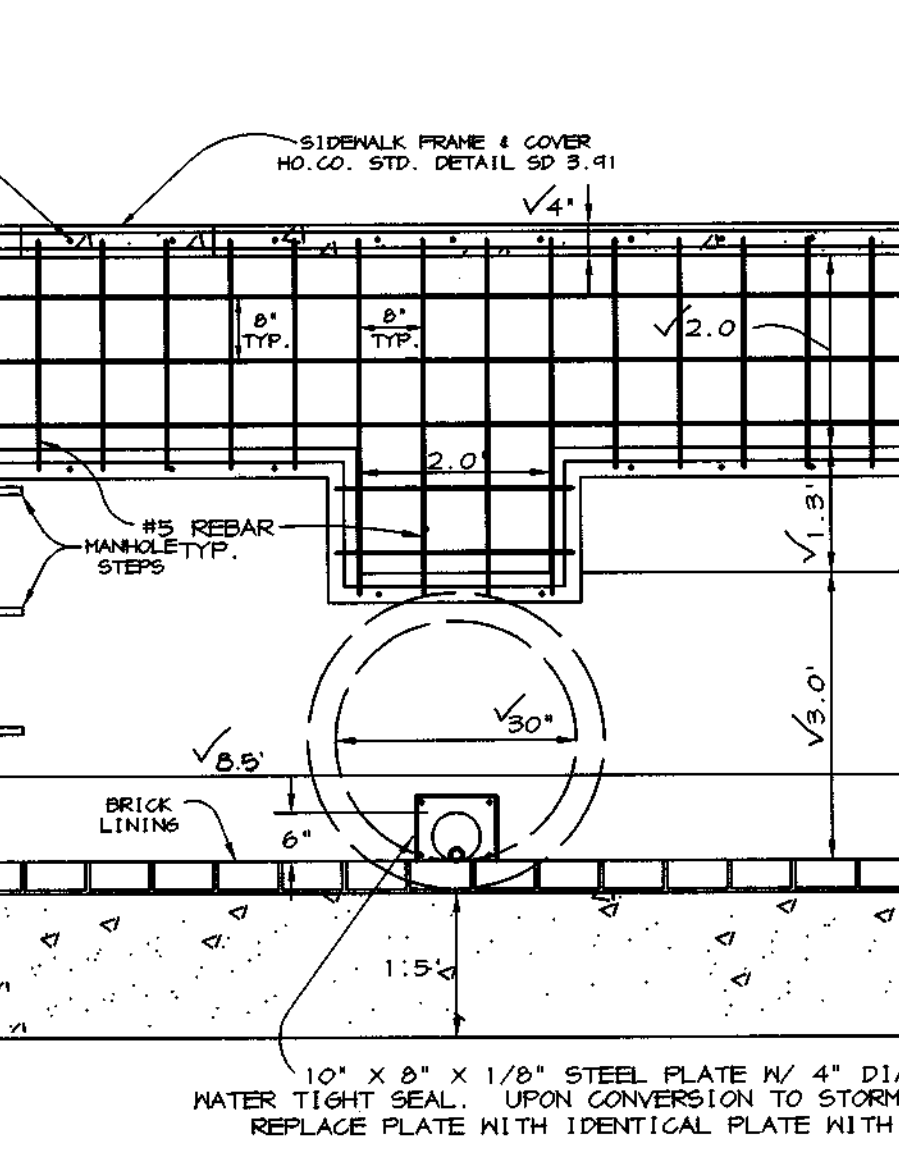 SIDEWALK FRAME & COVER
HO.CO. STD. DETAIL SD 3.91
√4"
8"
TYP.
8"
TYP.
√2.0
2.0'
√1.3'
#5 REBAR
TYP.
MANHOLE
STEPS
√3.0'
√30"
√8.5'
BRICK
LINING
6"
1.5'
10" X 8" X 1/8" STEEL PLATE W/ 4" DIA
WATER TIGHT SEAL. UPON CONVERSION TO STORM
REPLACE PLATE WITH IDENTICAL PLATE WITH